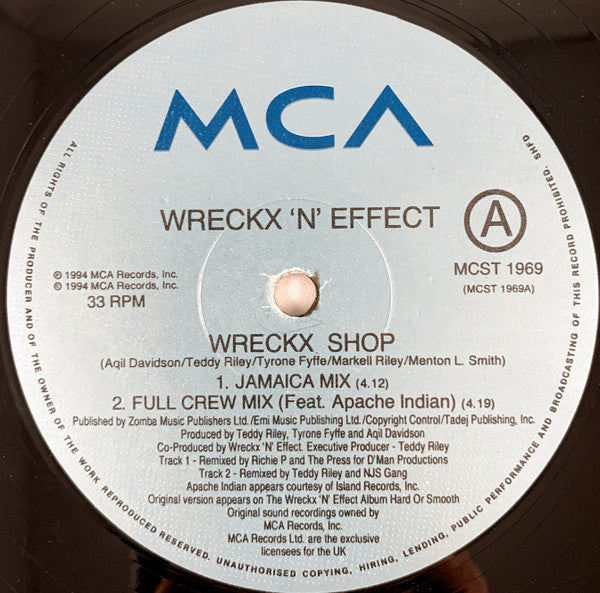 MCA
WRECKX 'N' EFFECT
A
MCST 1969
(MCST 1969A)
℗ 1994 MCA Records, Inc.
© 1994 MCA Records, Inc.
33 RPM
WRECKX SHOP
(Aqil Davidson/Teddy Riley/Tyrone Fyffe/Markell Riley/Menton L. Smith)
1. JAMAICA MIX (4.12)
2. FULL CREW MIX (Feat. Apache Indian) (4.19)
Published by Zomba Music Publishers Ltd./Emi Music Publishing Ltd./Copyright Control/Tadej Publishing, Inc.
Produced by Teddy Riley, Tyrone Fyffe and Aqil Davidson
Co-Produced by Wreckx 'N' Effect. Executive Producer - Teddy Riley
Track 1 - Remixed by Richie P and The Press for D'Man Productions
Track 2 - Remixed by Teddy Riley and NJS Gang
Apache Indian appears courtesy of Island Records, Inc.
Original version appears on The Wreckx 'N' Effect Album Hard Or Smooth
Original sound recordings owned by
MCA Records, Inc.
MCA Records Ltd. are the exclusive
licensees for the UK
ALL RIGHTS OF THE PRODUCER AND OF THE OWNER OF THE WORK REPRODUCED RESERVED. UNAUTHORISED COPYING, HIRING, LENDING, PUBLIC PERFORMANCE AND BROADCASTING OF THIS RECORD PROHIBITED. SHFD